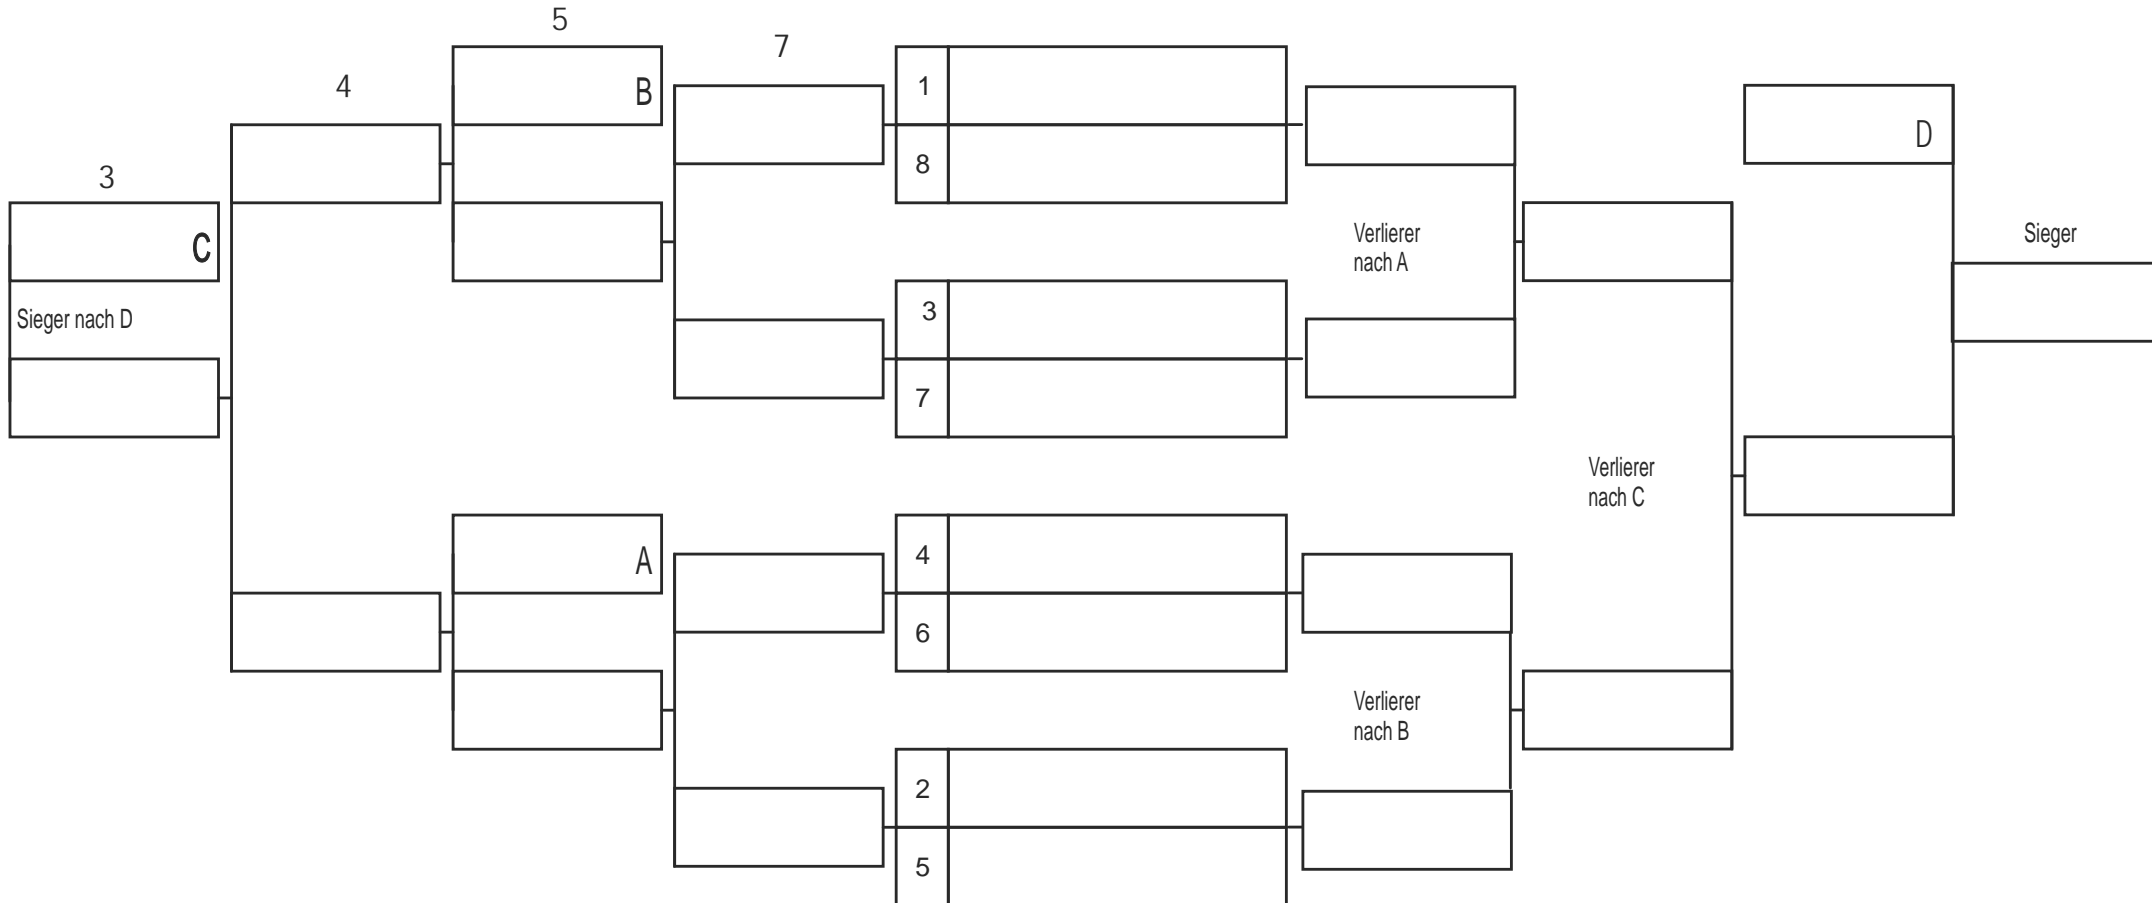 5
7
4
B
1
D
8
3
C
Verlierer
nach A
Sieger
3
Sieger nach D
7
Verlierer
nach C
A
4
6
Verlierer
nach B
2
5